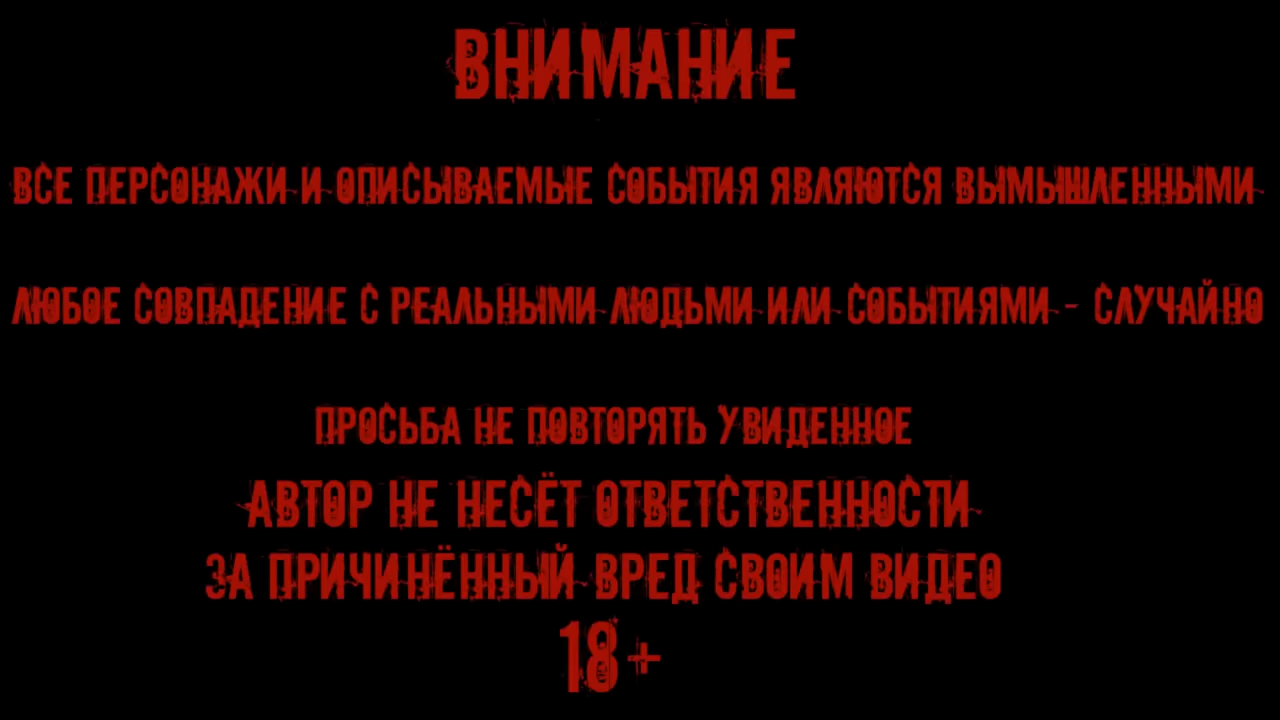 ВНИМАНИЕ
ВСЕ ПЕРСОНАЖИ И ОПИСЫВАЕМЫЕ СОБЫТИЯ ЯВЛЯЮТСЯ ВЫМЫШЛЕННЫМИ
ЛЮБОЕ СОВПАДЕНИЕ С РЕАЛЬНЫМИ ЛЮДЬМИ ИЛИ СОБЫТИЯМИ - СЛУЧАЙНО
ПРОСЬБА НЕ ПОВТОРЯТЬ УВИДЕННОЕ
АВТОР НЕ НЕСЁТ ОТВЕТСТВЕННОСТИ
ЗА ПРИЧИНЁННЫЙ ВРЕД СВОИМ ВИДЕО
18+